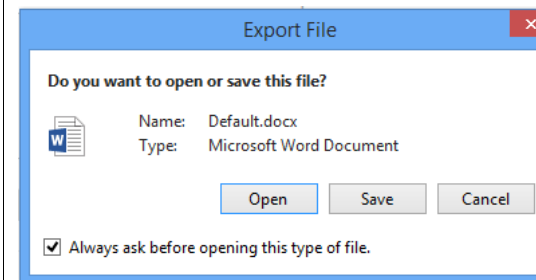 Export File
Do you want to open or save this file?
Name: Default.docx
Type: Microsoft Word Document
Open Save Cancel
Always ask before opening this type of file.